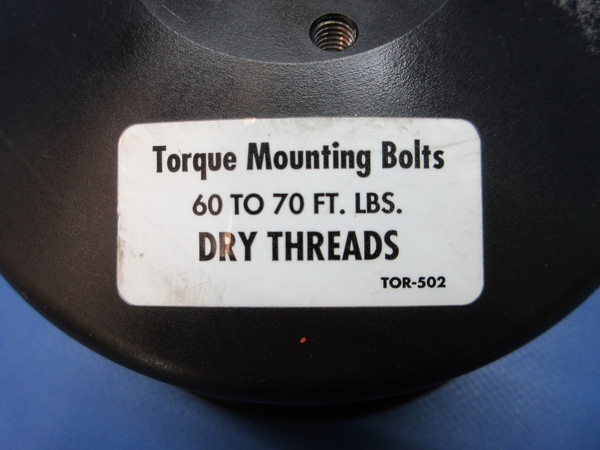 Torque Mounting Bolts
60 TO 70 FT. LBS.
DRY THREADS
TOR-502